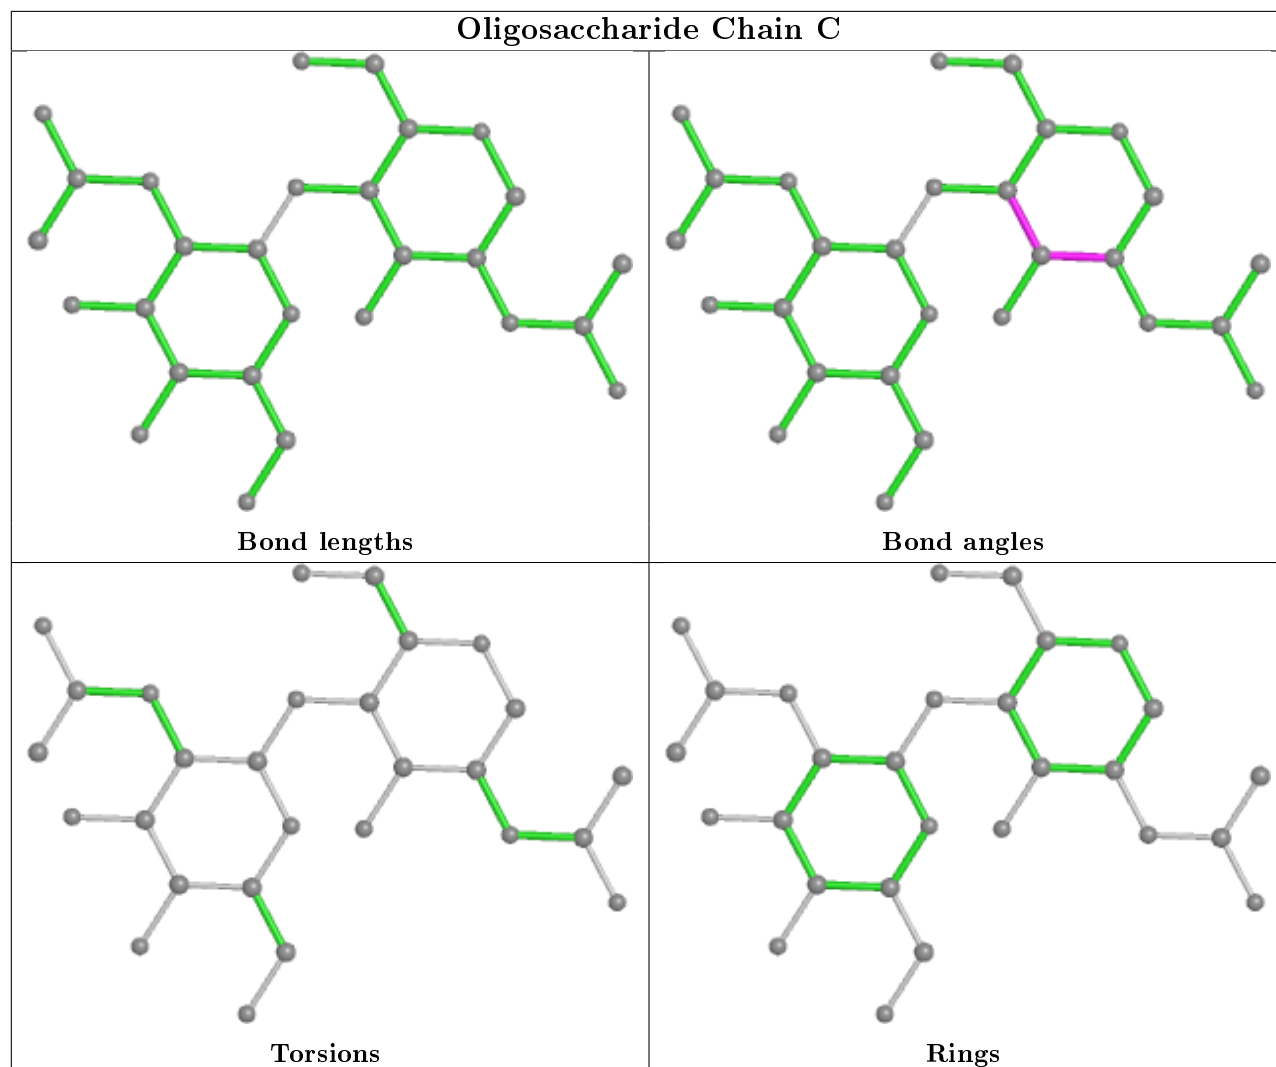 Oligosaccharide Chain C
Bond lengths
Bond angles
Torsions
Rings